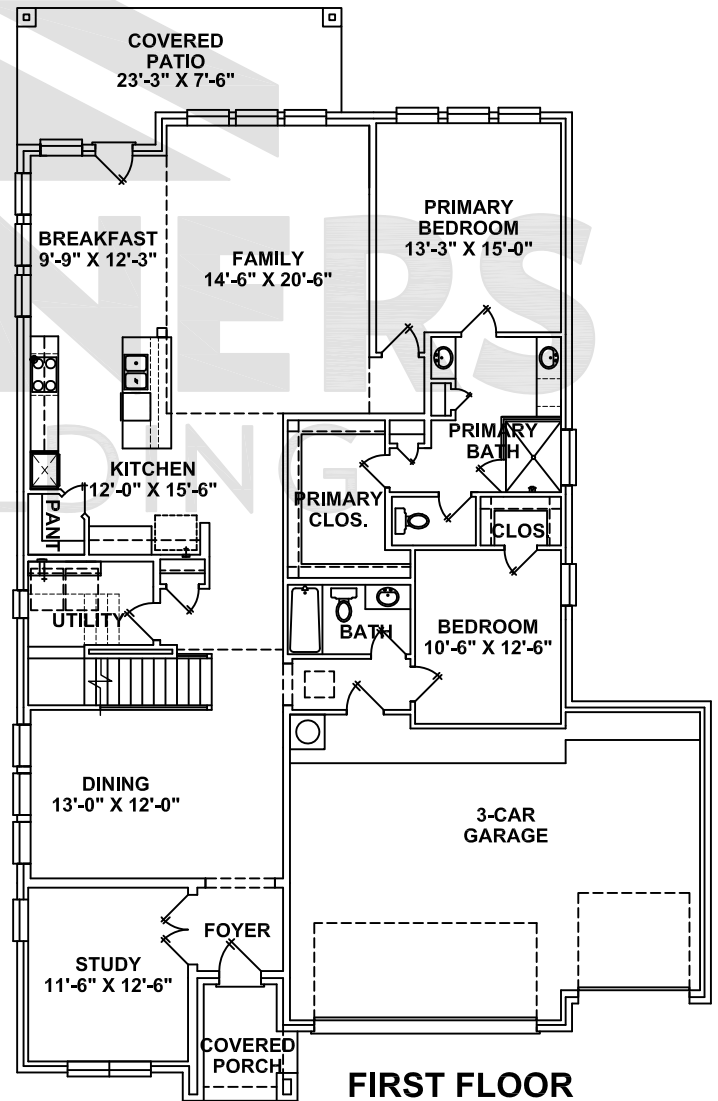 COVERED
PATIO
23'-3" X 7'-6"
BREAKFAST
9'-9" X 12'-3"
FAMILY
14'-6" X 20'-6"
PRIMARY
BEDROOM
13'-3" X 15'-0"
NERS
DING
KITCHEN
12'-0" X 15'-6"
PANT
PRIMARY
CLOS.
PRIMARY
BATH
CLOS
UTILITY
BATH
BEDROOM
10'-6" X 12'-6"
DINING
13'-0" X 12'-0"
3-CAR
GARAGE
FOYER
STUDY
11'-6" X 12'-6"
COVERED
PORCH
FIRST FLOOR